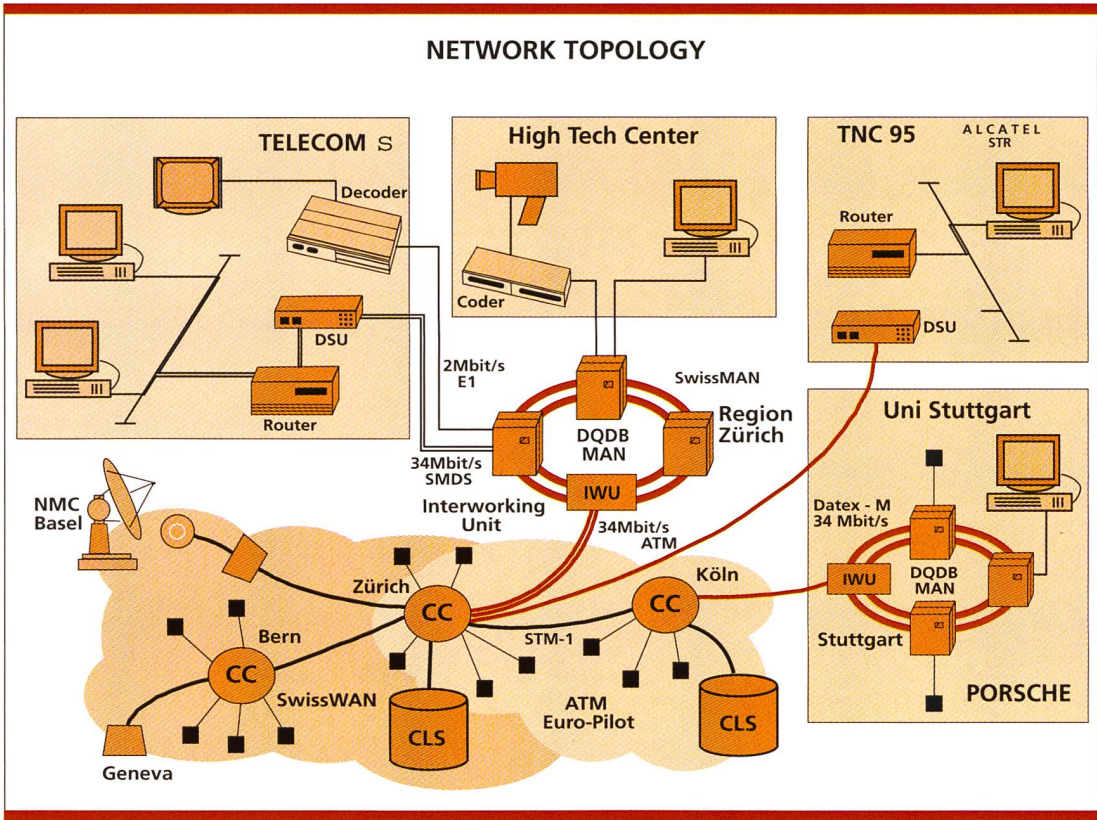 NETWORK TOPOLOGY
TELECOM S
Decoder
DSU
Router
2Mbit/s
E1
34Mbit/s
SMDS
High Tech Center
Coder
TNC 95
ALCATEL
STR
Router
DSU
SwissMAN
Region
Zürich
DQDB
MAN
IWU
Interworking
Unit
34Mbit/s
ATM
Uni Stuttgart
Datex - M
34 Mbit/s
IWU
DQDB
MAN
Stuttgart
PORSCHE
NMC
Basel
Zürich
CC
Köln
CC
STM-1
Bern
CC
SwissWAN
ATM
Euro-Pilot
CLS
CLS
Geneva